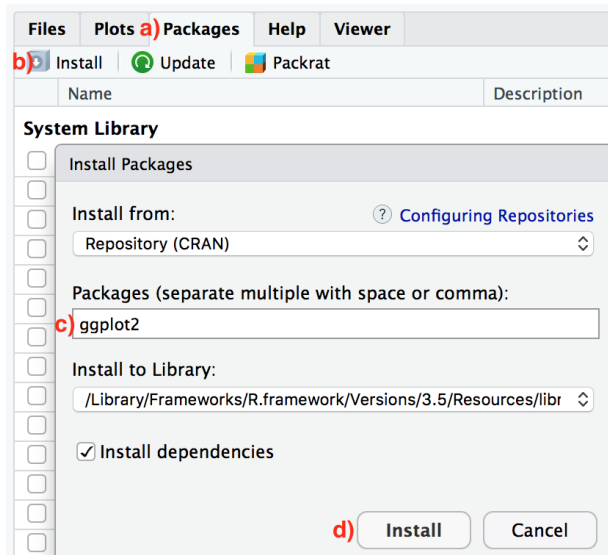 Files Plots a) Packages Help Viewer
b) Install Update Packrat
Name Description
System Library
Install Packages
Install from: ? Configuring Repositories
Repository (CRAN)
Packages (separate multiple with space or comma):
c) ggplot2
Install to Library:
/Library/Frameworks/R.framework/Versions/3.5/Resources/libr
Install dependencies
d) Install Cancel